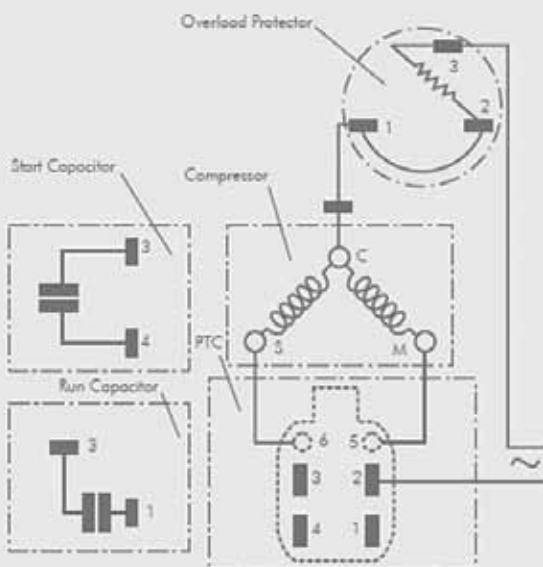 Overload Protector
3
2
1
Start Capacitor
Compressor
3
C
4
S
M
PTC
Run Capacitor
3
6
5
3
2
1
4
1